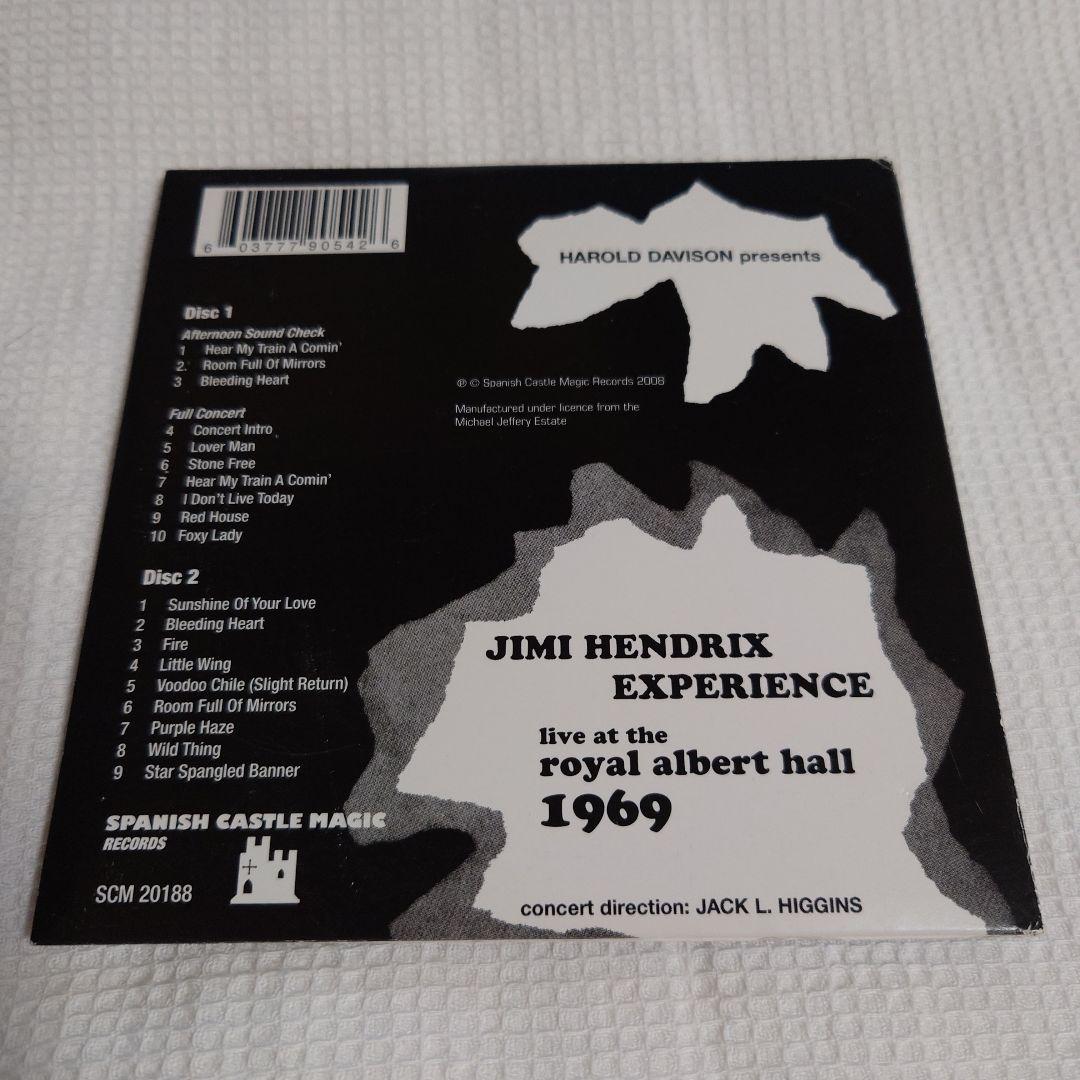 6 03777 90542 6
Disc 1
Afternoon Sound Check
1 Hear My Train A Comin'
2. Room Full Of Mirrors
3 Bleeding Heart
Full Concert
4 Concert Intro
5 Lover Man
6 Stone Free
7 Hear My Train A Comin'
8 I Don't Live Today
9 Red House
10 Foxy Lady
Disc 2
1 Sunshine Of Your Love
2 Bleeding Heart
3 Fire
4 Little Wing
5 Voodoo Chile (Slight Return)
6 Room Full Of Mirrors
7 Purple Haze
8 Wild Thing
9 Star Spangled Banner
SPANISH CASTLE MAGIC
RECORDS
SCM 20188
HAROLD DAVISON presents
℗ © Spanish Castle Magic Records 2008
Manufactured under licence from the
Michael Jeffery Estate
JIMI HENDRIX
EXPERIENCE
live at the
royal albert hall
1969
concert direction: JACK L. HIGGINS